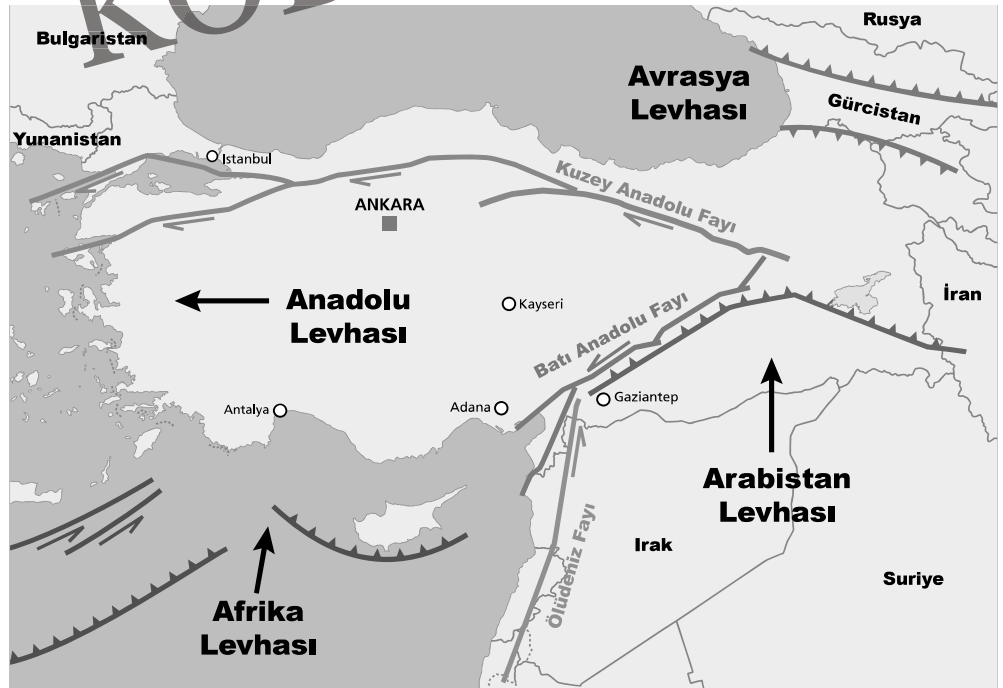 Bulgaristan
Rusya
Avrasya
Levhası
Gürcistan
Yunanistan
Istanbul
ANKARA
Kuzey Anadolu Fayı
İran
Anadolu
Levhası
Kayseri
Batı Anadolu Fayı
Antalya
Adana
Gaziantep
Arabistan
Levhası
Irak
Suriye
Ölüdeniz Fayı
Afrika
Levhası